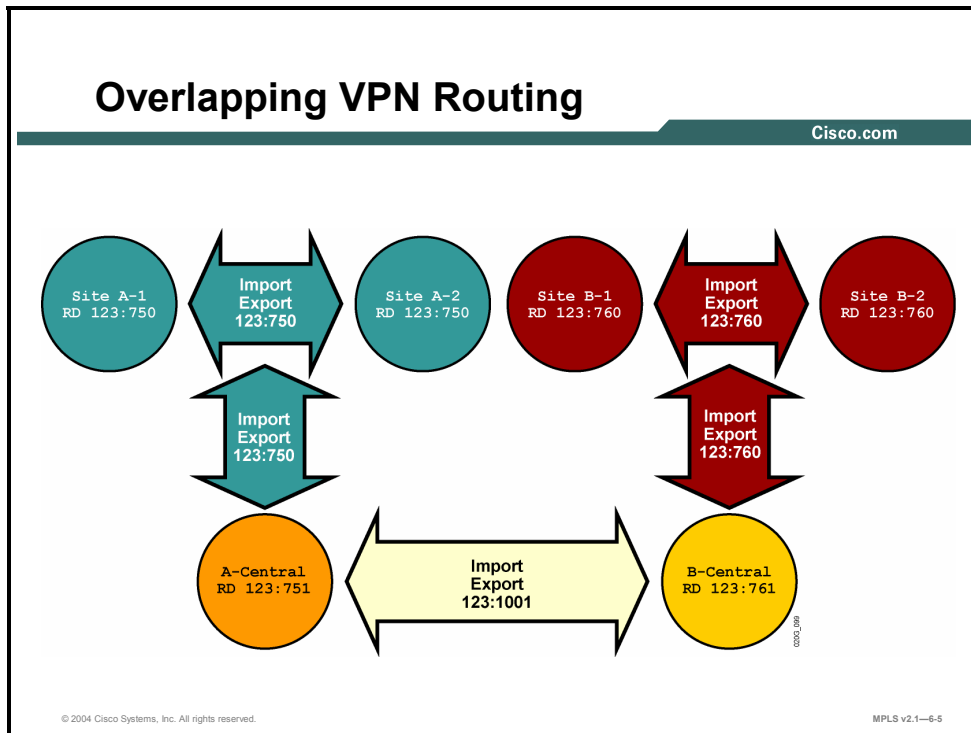 Overlapping VPN Routing
Cisco.com
Site A-1
RD 123:750
Import
Export
123:750
Site A-2
RD 123:750
Site B-1
RD 123:760
Import
Export
123:760
Site B-2
RD 123:760
Import
Export
123:750
Import
Export
123:760
A-Central
RD 123:751
Import
Export
123:1001
B-Central
RD 123:761
020G_069
© 2004 Cisco Systems, Inc. All rights reserved.
MPLS v2.1—6-5